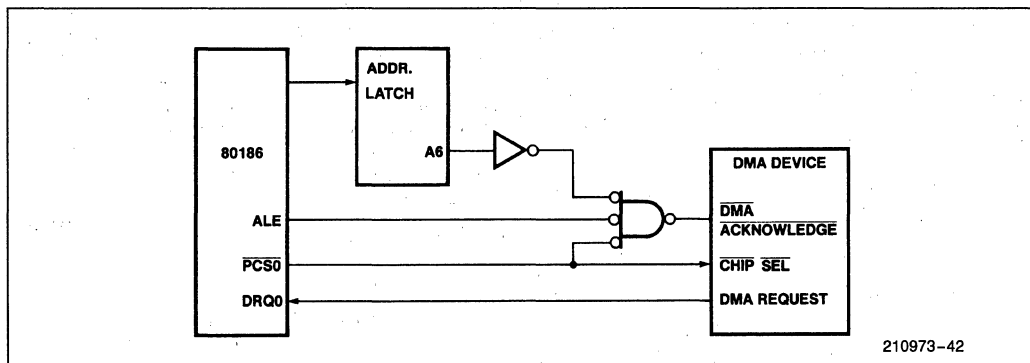 ADDR.
LATCH
A6
80186
DMA DEVICE
ALE
DMA
ACKNOWLEDGE
PCS0
CHIP SEL
DRQ0
DMA REQUEST
210973-42